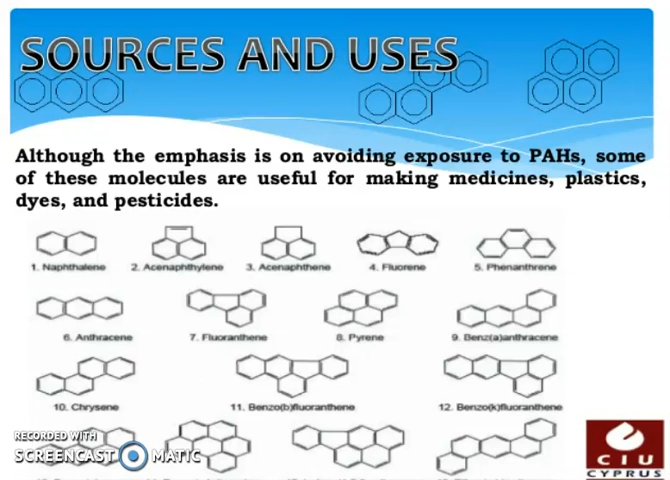 SOURCES AND USES
Although the emphasis is on avoiding exposure to PAHs, some
of these molecules are useful for making medicines, plastics,
dyes, and pesticides.
1. Naphthalene 2. Acenaphthylene 3. Acenaphthene 4. Fluorene 5. Phenanthrene
6. Anthracene 7. Fluoranthene 8. Pyrene 9. Benz(a)anthracene
10. Chrysene 11. Benzo(b)fluoranthene 12. Benzo(k)fluoranthene
RECORDED WITH
SCREENCAST MATIC
CIU
CYPRUS